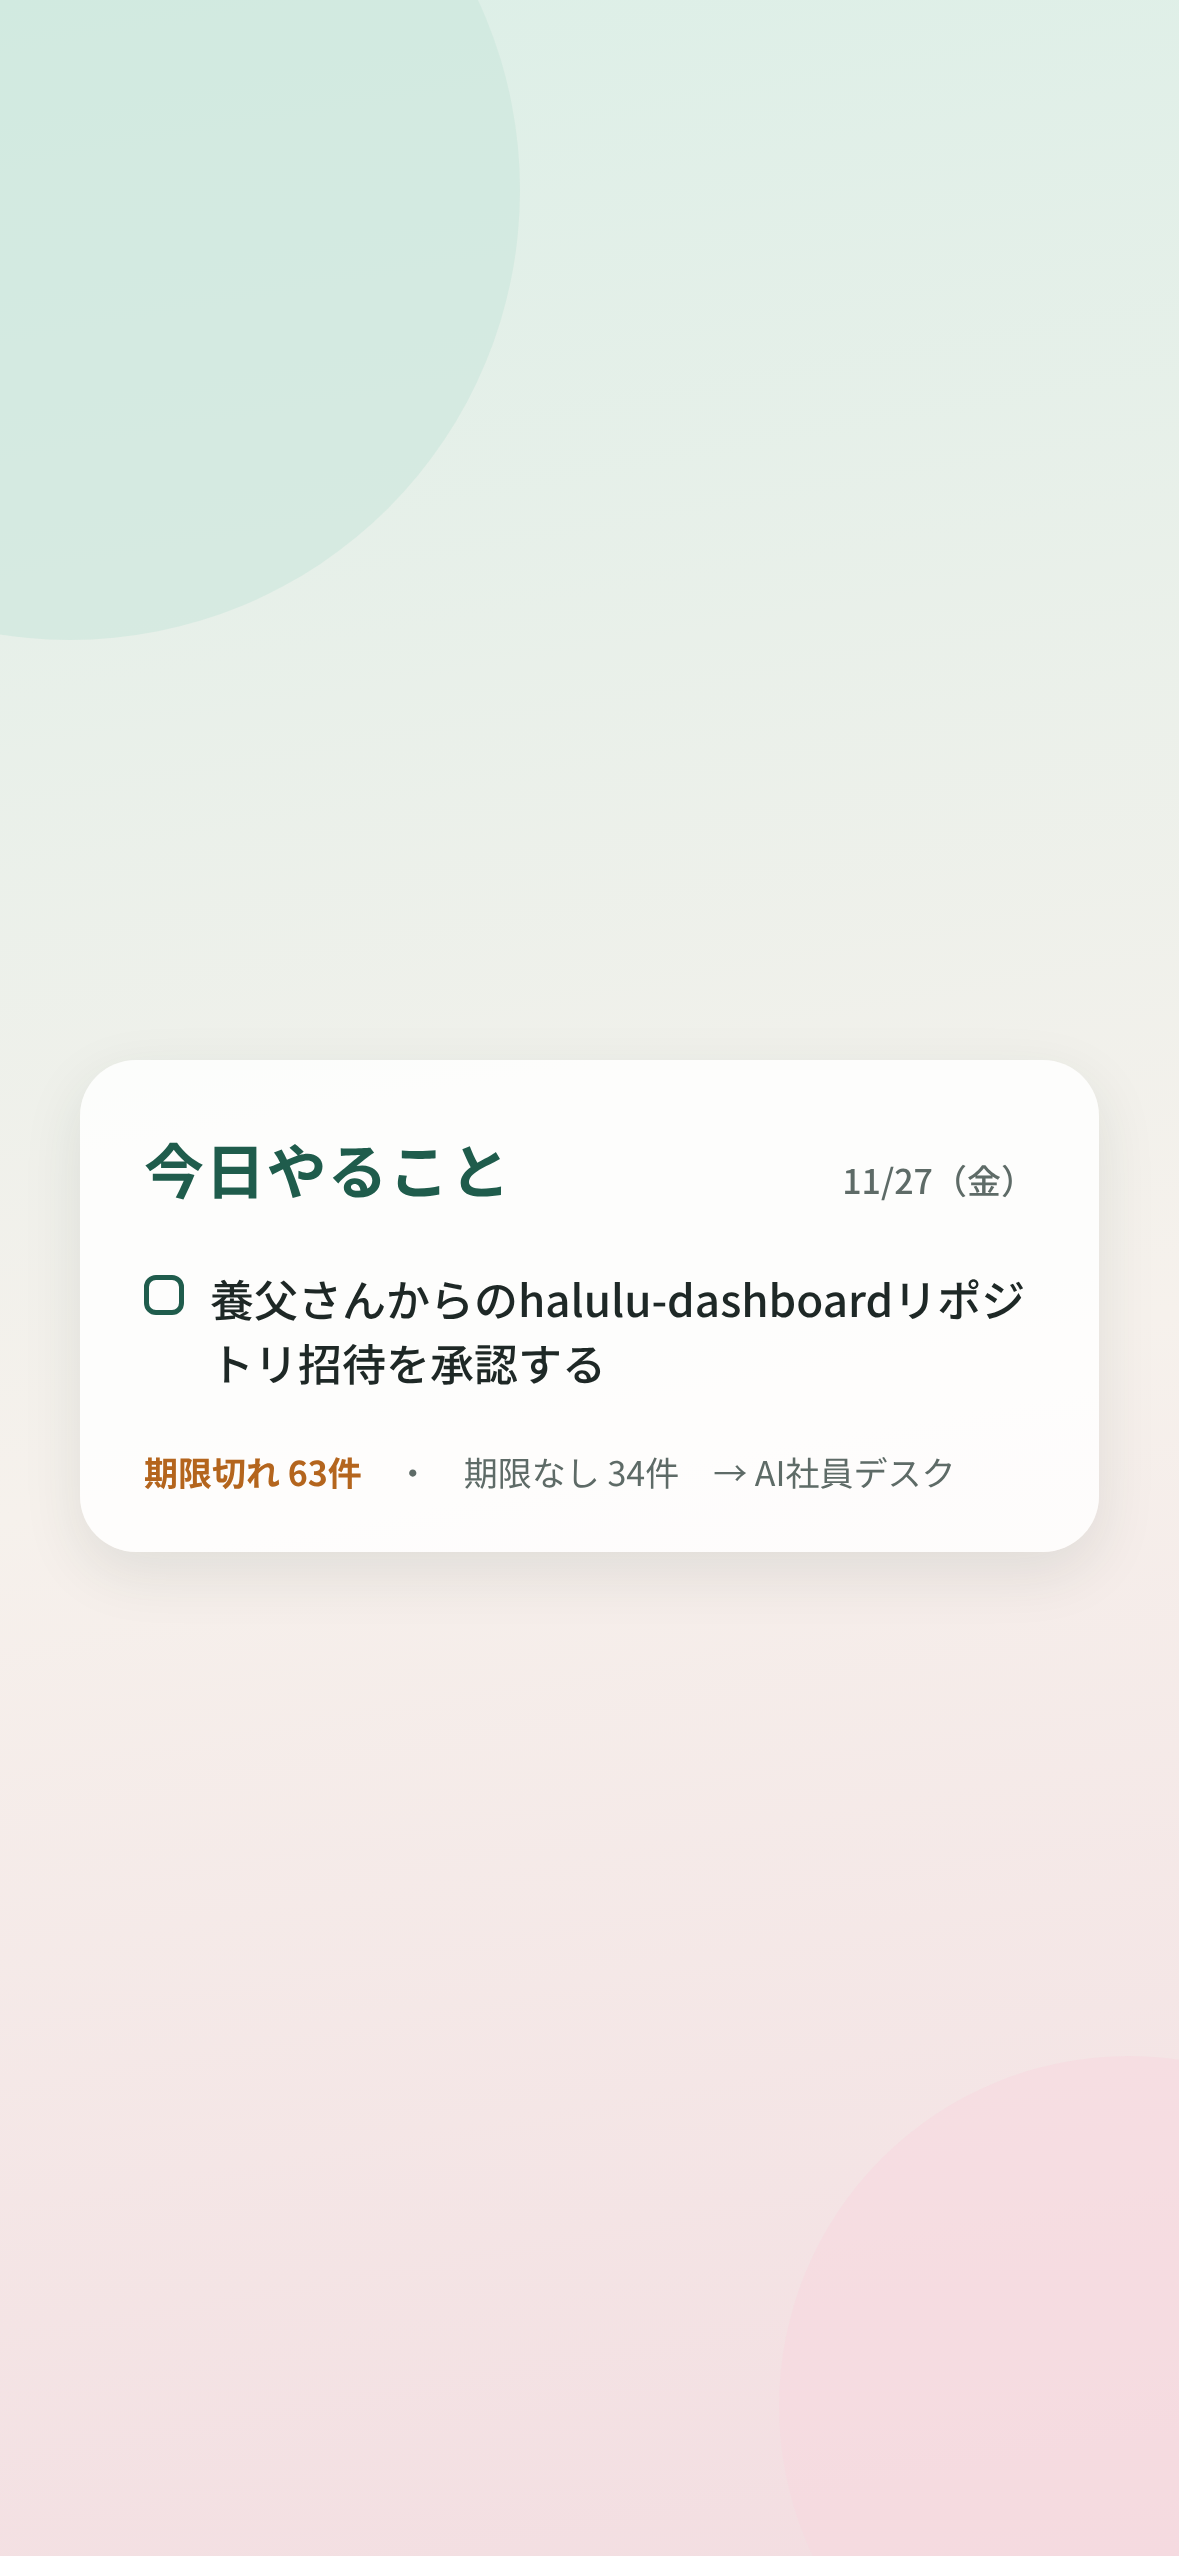 今日やること 11/27（金）
養父さんからのhalulu-dashboardリポジ
トリ招待を承認する
期限切れ 63件 ・ 期限なし 34件 → AI社員デスク